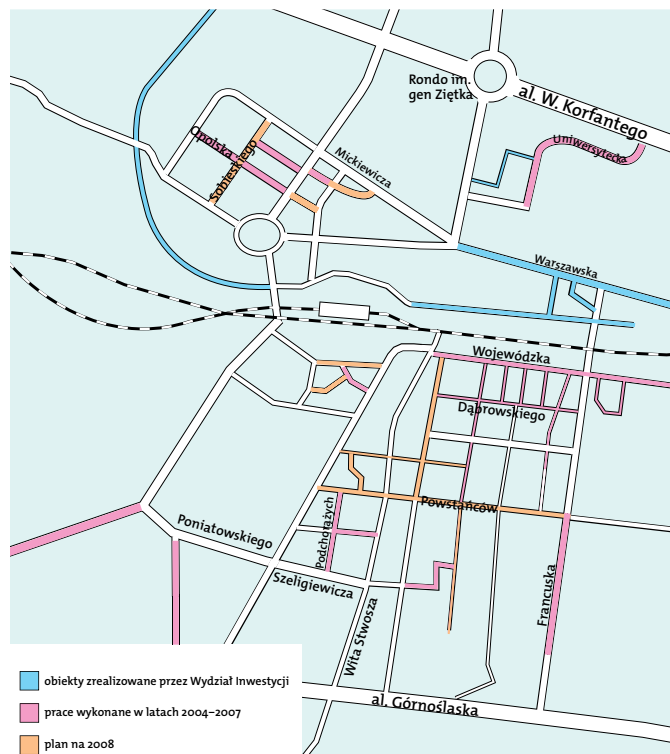 Rondo im.
gen Ziętka
al. W. Korfantego
Uniwersytecka
Opolska
Sobieskiego
Mickiewicza
Warszawska
Wojewódzka
Dąbrowskiego
Powstańców
Podchorążych
Poniatowskiego
Szeligiewicza
Francuska
Wita Stwosza
al. Górnośląska
obiekty zrealizowane przez Wydział Inwestycji
prace wykonane w latach 2004–2007
plan na 2008